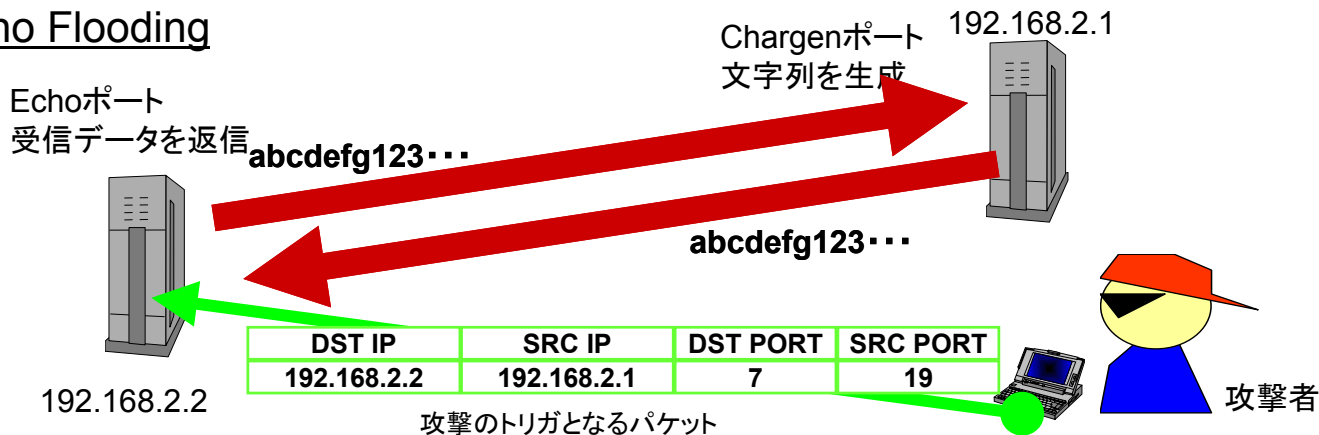 no Flooding
192.168.2.1
Chargenポート
文字列を生成
Echoポート
受信データを返信
abcdefg123･･･
abcdefg123･･･
DST IP SRC IP DST PORT SRC PORT
192.168.2.2 192.168.2.1 7 19
192.168.2.2
攻撃のトリガとなるパケット
攻撃者